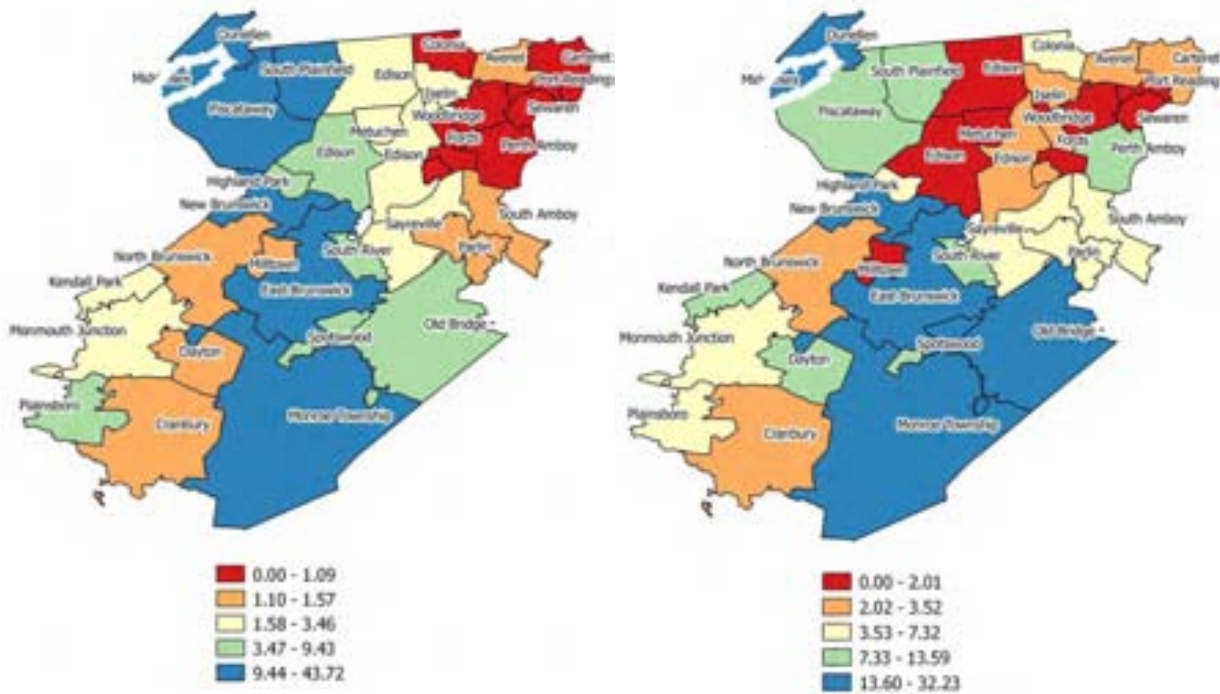 Dunellen
Colonia
Avenel
Carteret
South Plainfield
Edison
Port Reading
Iselin
Sewaren
Piscataway
Woodbridge
Metuchen
Fords
Edison
Edison
Perth Amboy
Highland Park
New Brunswick
Sayreville
South Amboy
North Brunswick
South River
Parlin
Milltown
Kendall Park
East Brunswick
Monmouth Junction
Old Bridge
Spotswood
Dayton
Plainsboro
Monroe Township
Cranbury
0.00 - 1.09
1.10 - 1.57
1.58 - 3.46
3.47 - 9.43
9.44 - 43.72
Dunellen
Colonia
Avenel
Carteret
South Plainfield
Edison
Port Reading
Iselin
Piscataway
Woodbridge
Sewaren
Metuchen
Fords
Edison
Edison
Perth Amboy
Highland Park
New Brunswick
Sayreville
South Amboy
North Brunswick
South River
Parlin
Milltown
Kendall Park
East Brunswick
Monmouth Junction
Old Bridge
Spotswood
Dayton
Plainsboro
Monroe Township
Cranbury
0.00 - 2.01
2.02 - 3.52
3.53 - 7.32
7.33 - 13.59
13.60 - 32.23